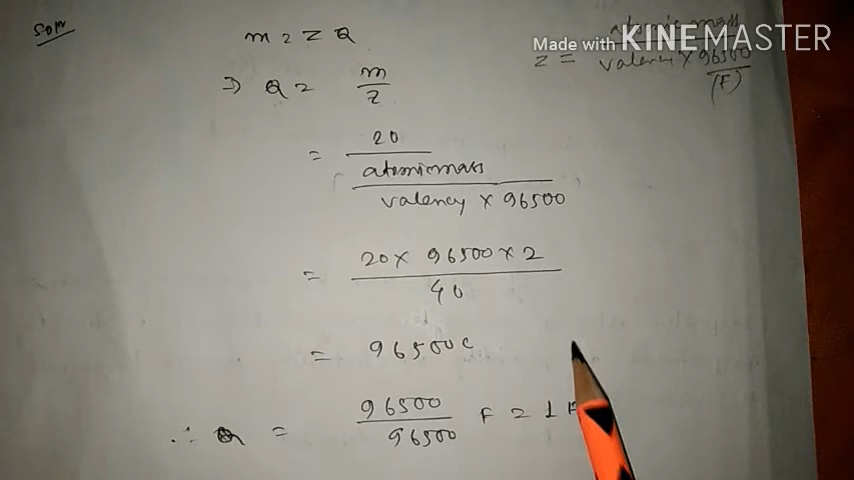 Soln
m = Z Q
Made with KINEMASTER
Z = atomic mass / valency × 96500
(F)
⇒ Q = m / Z
= 20 / atomic mass / valency × 96500
= 20 × 96500 × 2 / 40
= 96500 C
∴ Q = 96500 / 96500 F = 1 F